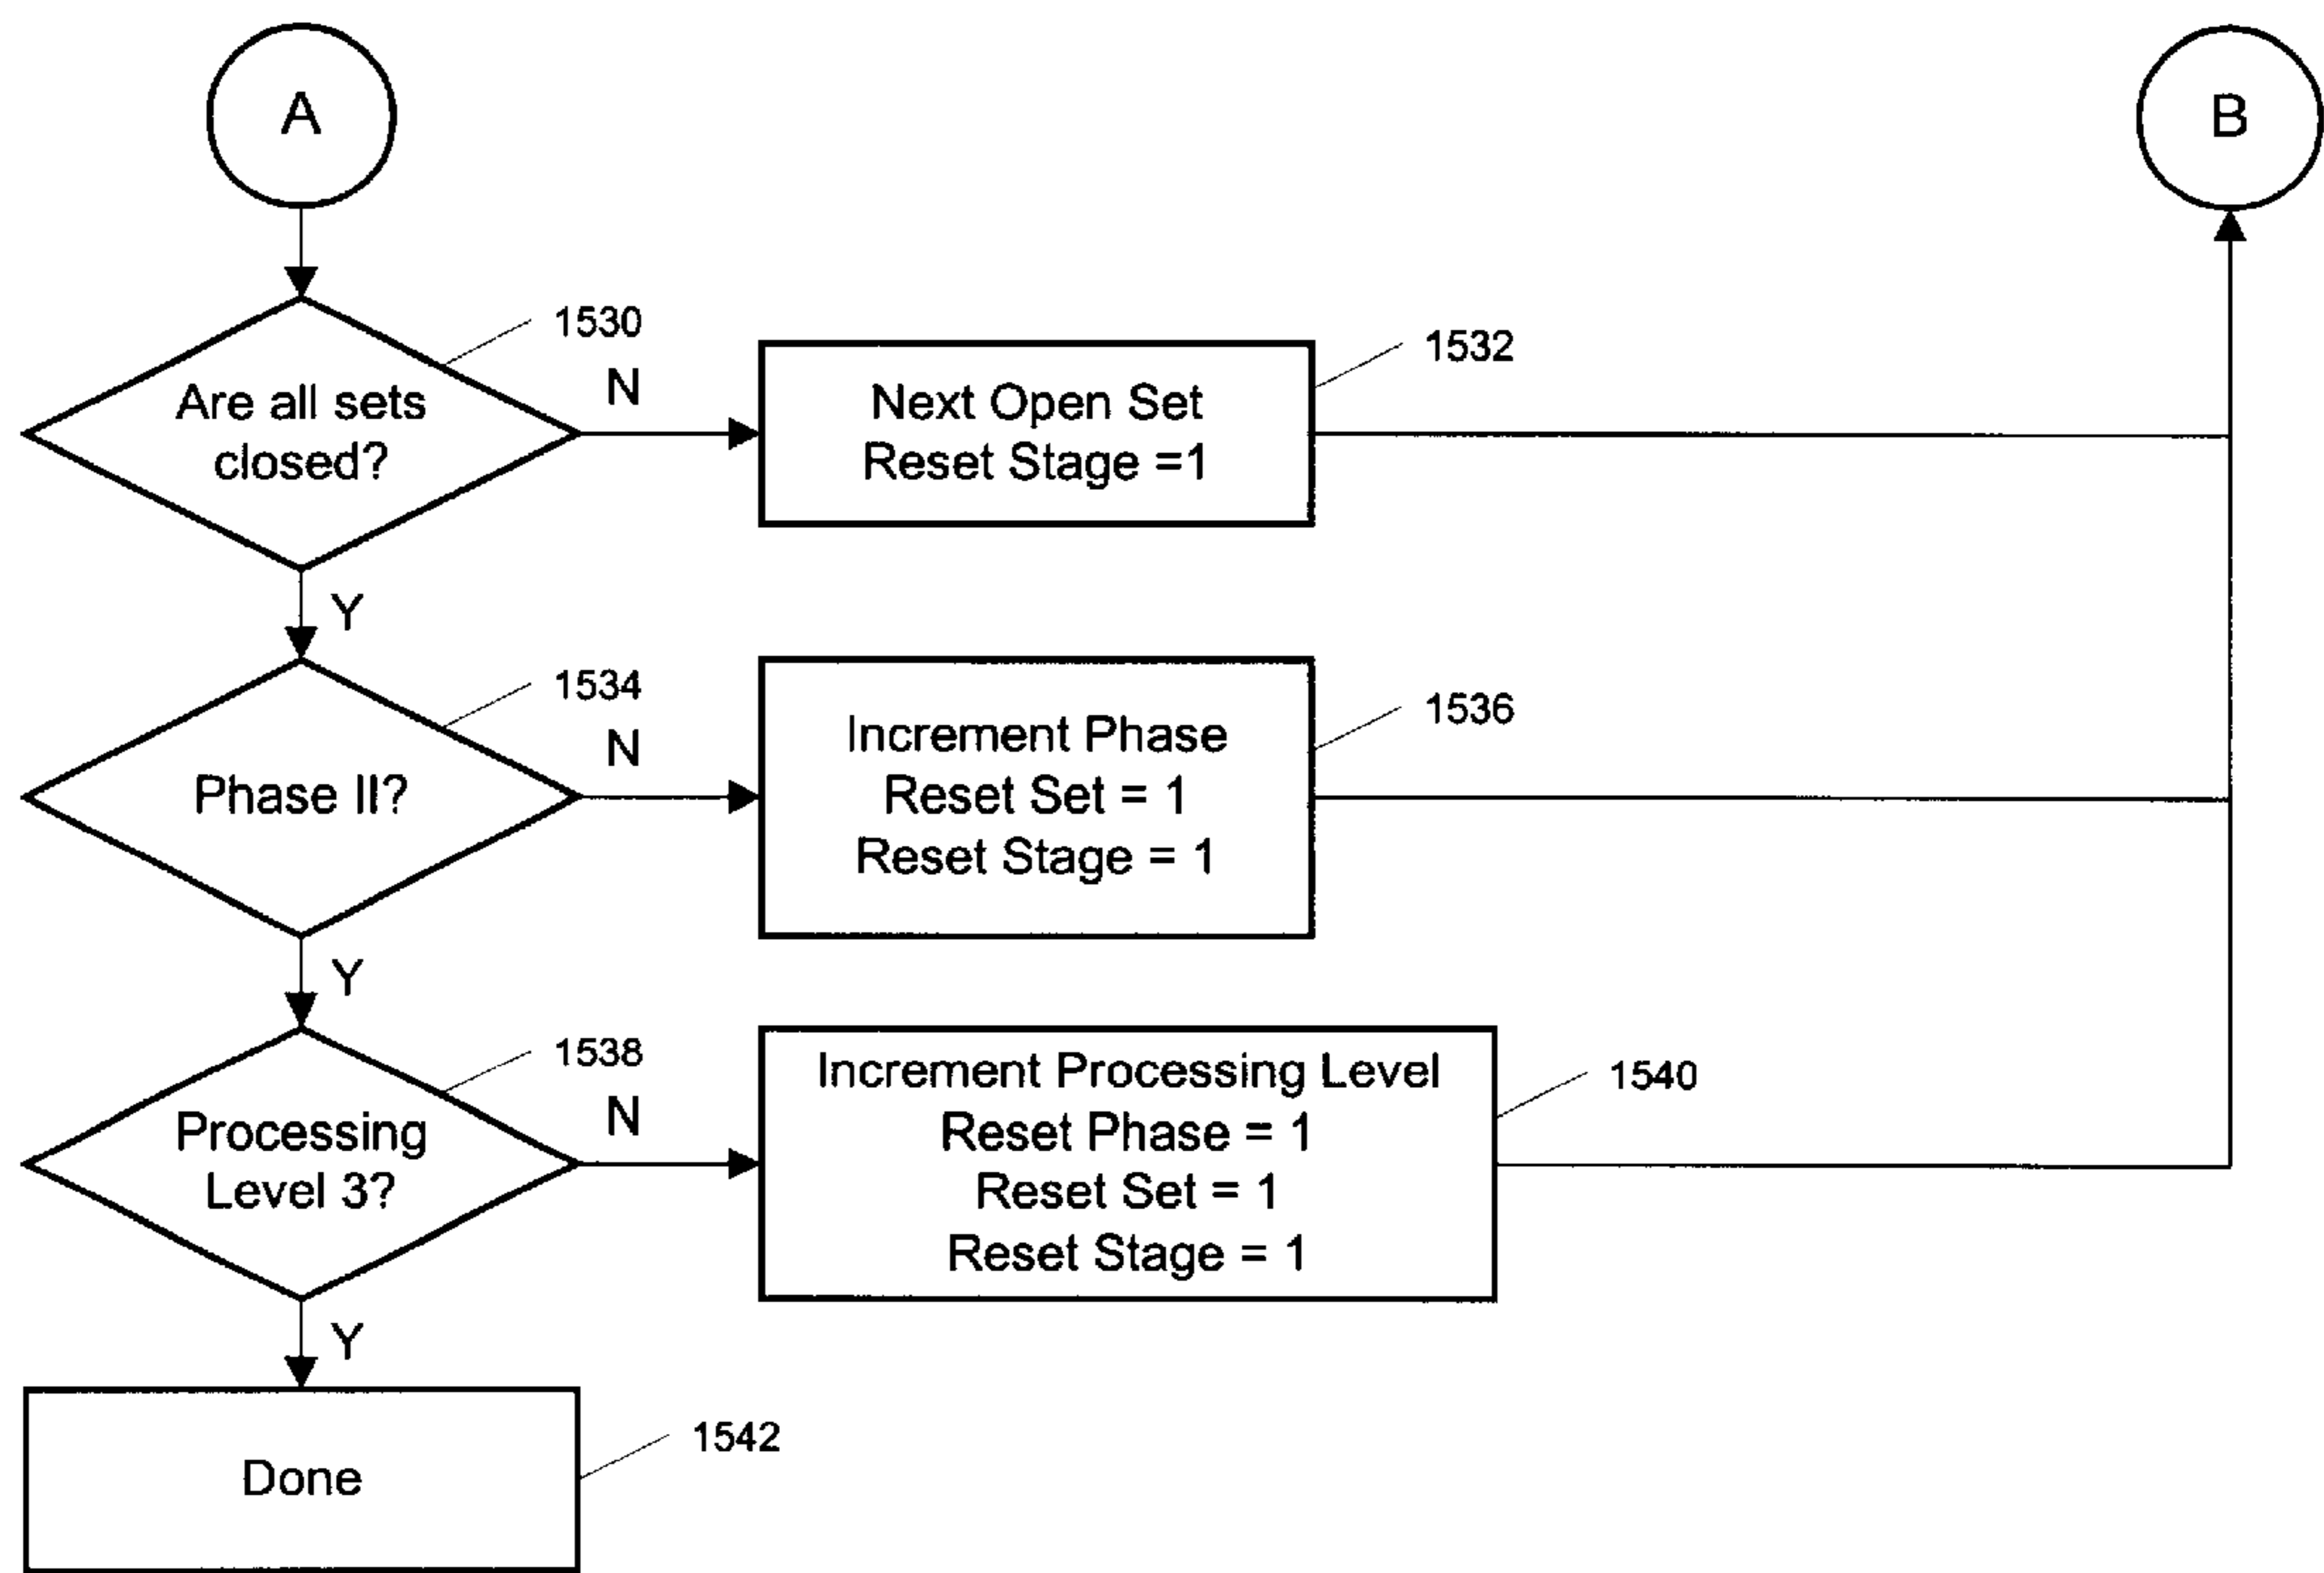 A
B
1530
Are all sets
closed?
N
1532
Next Open Set
Reset Stage =1
Y
1534
Phase II?
N
1536
Increment Phase
Reset Set = 1
Reset Stage = 1
Y
1538
Processing
Level 3?
N
1540
Increment Processing Level
Reset Phase = 1
Reset Set = 1
Reset Stage = 1
Y
1542
Done